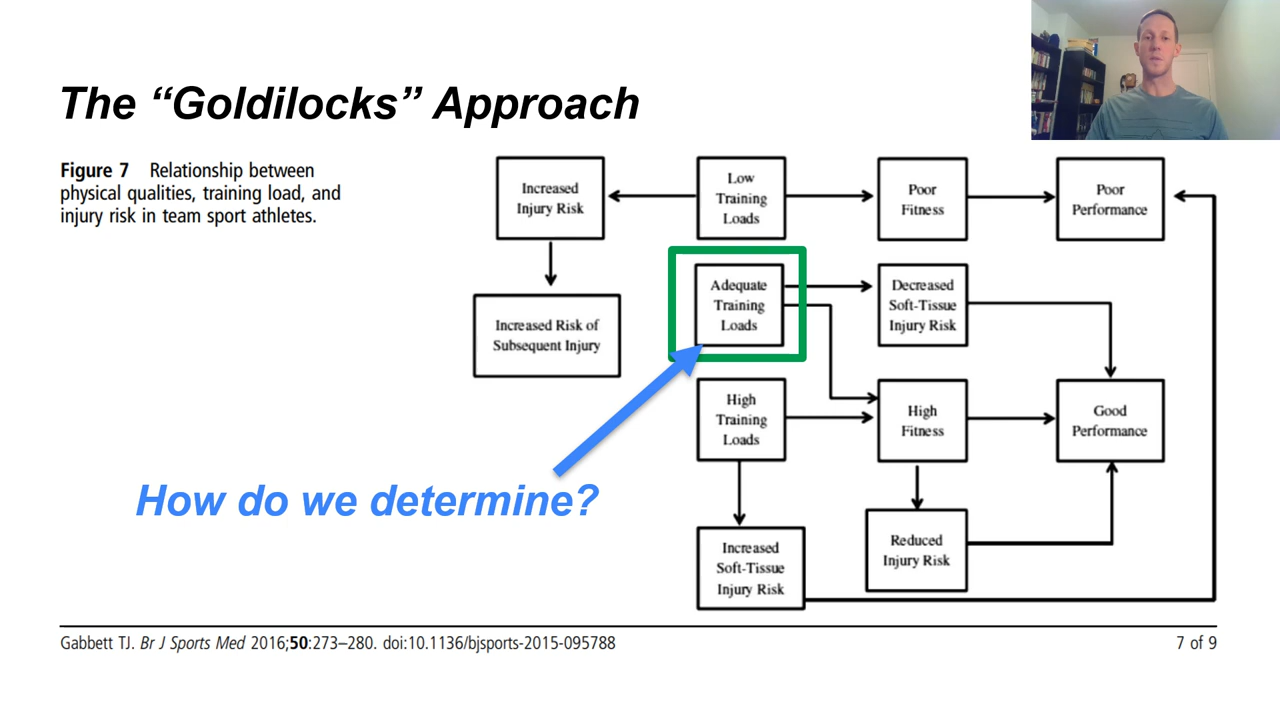 The “Goldilocks” Approach
Figure 7 Relationship between
physical qualities, training load, and
injury risk in team sport athletes.
Increased
Injury Risk
Low
Training
Loads
Poor
Fitness
Poor
Performance
Increased Risk of
Subsequent Injury
Adequate
Training
Loads
Decreased
Soft-Tissue
Injury Risk
High
Training
Loads
High
Fitness
Good
Performance
How do we determine?
Increased
Soft-Tissue
Injury Risk
Reduced
Injury Risk
Gabbett TJ. Br J Sports Med 2016;50:273–280. doi:10.1136/bjsports-2015-095788
7 of 9